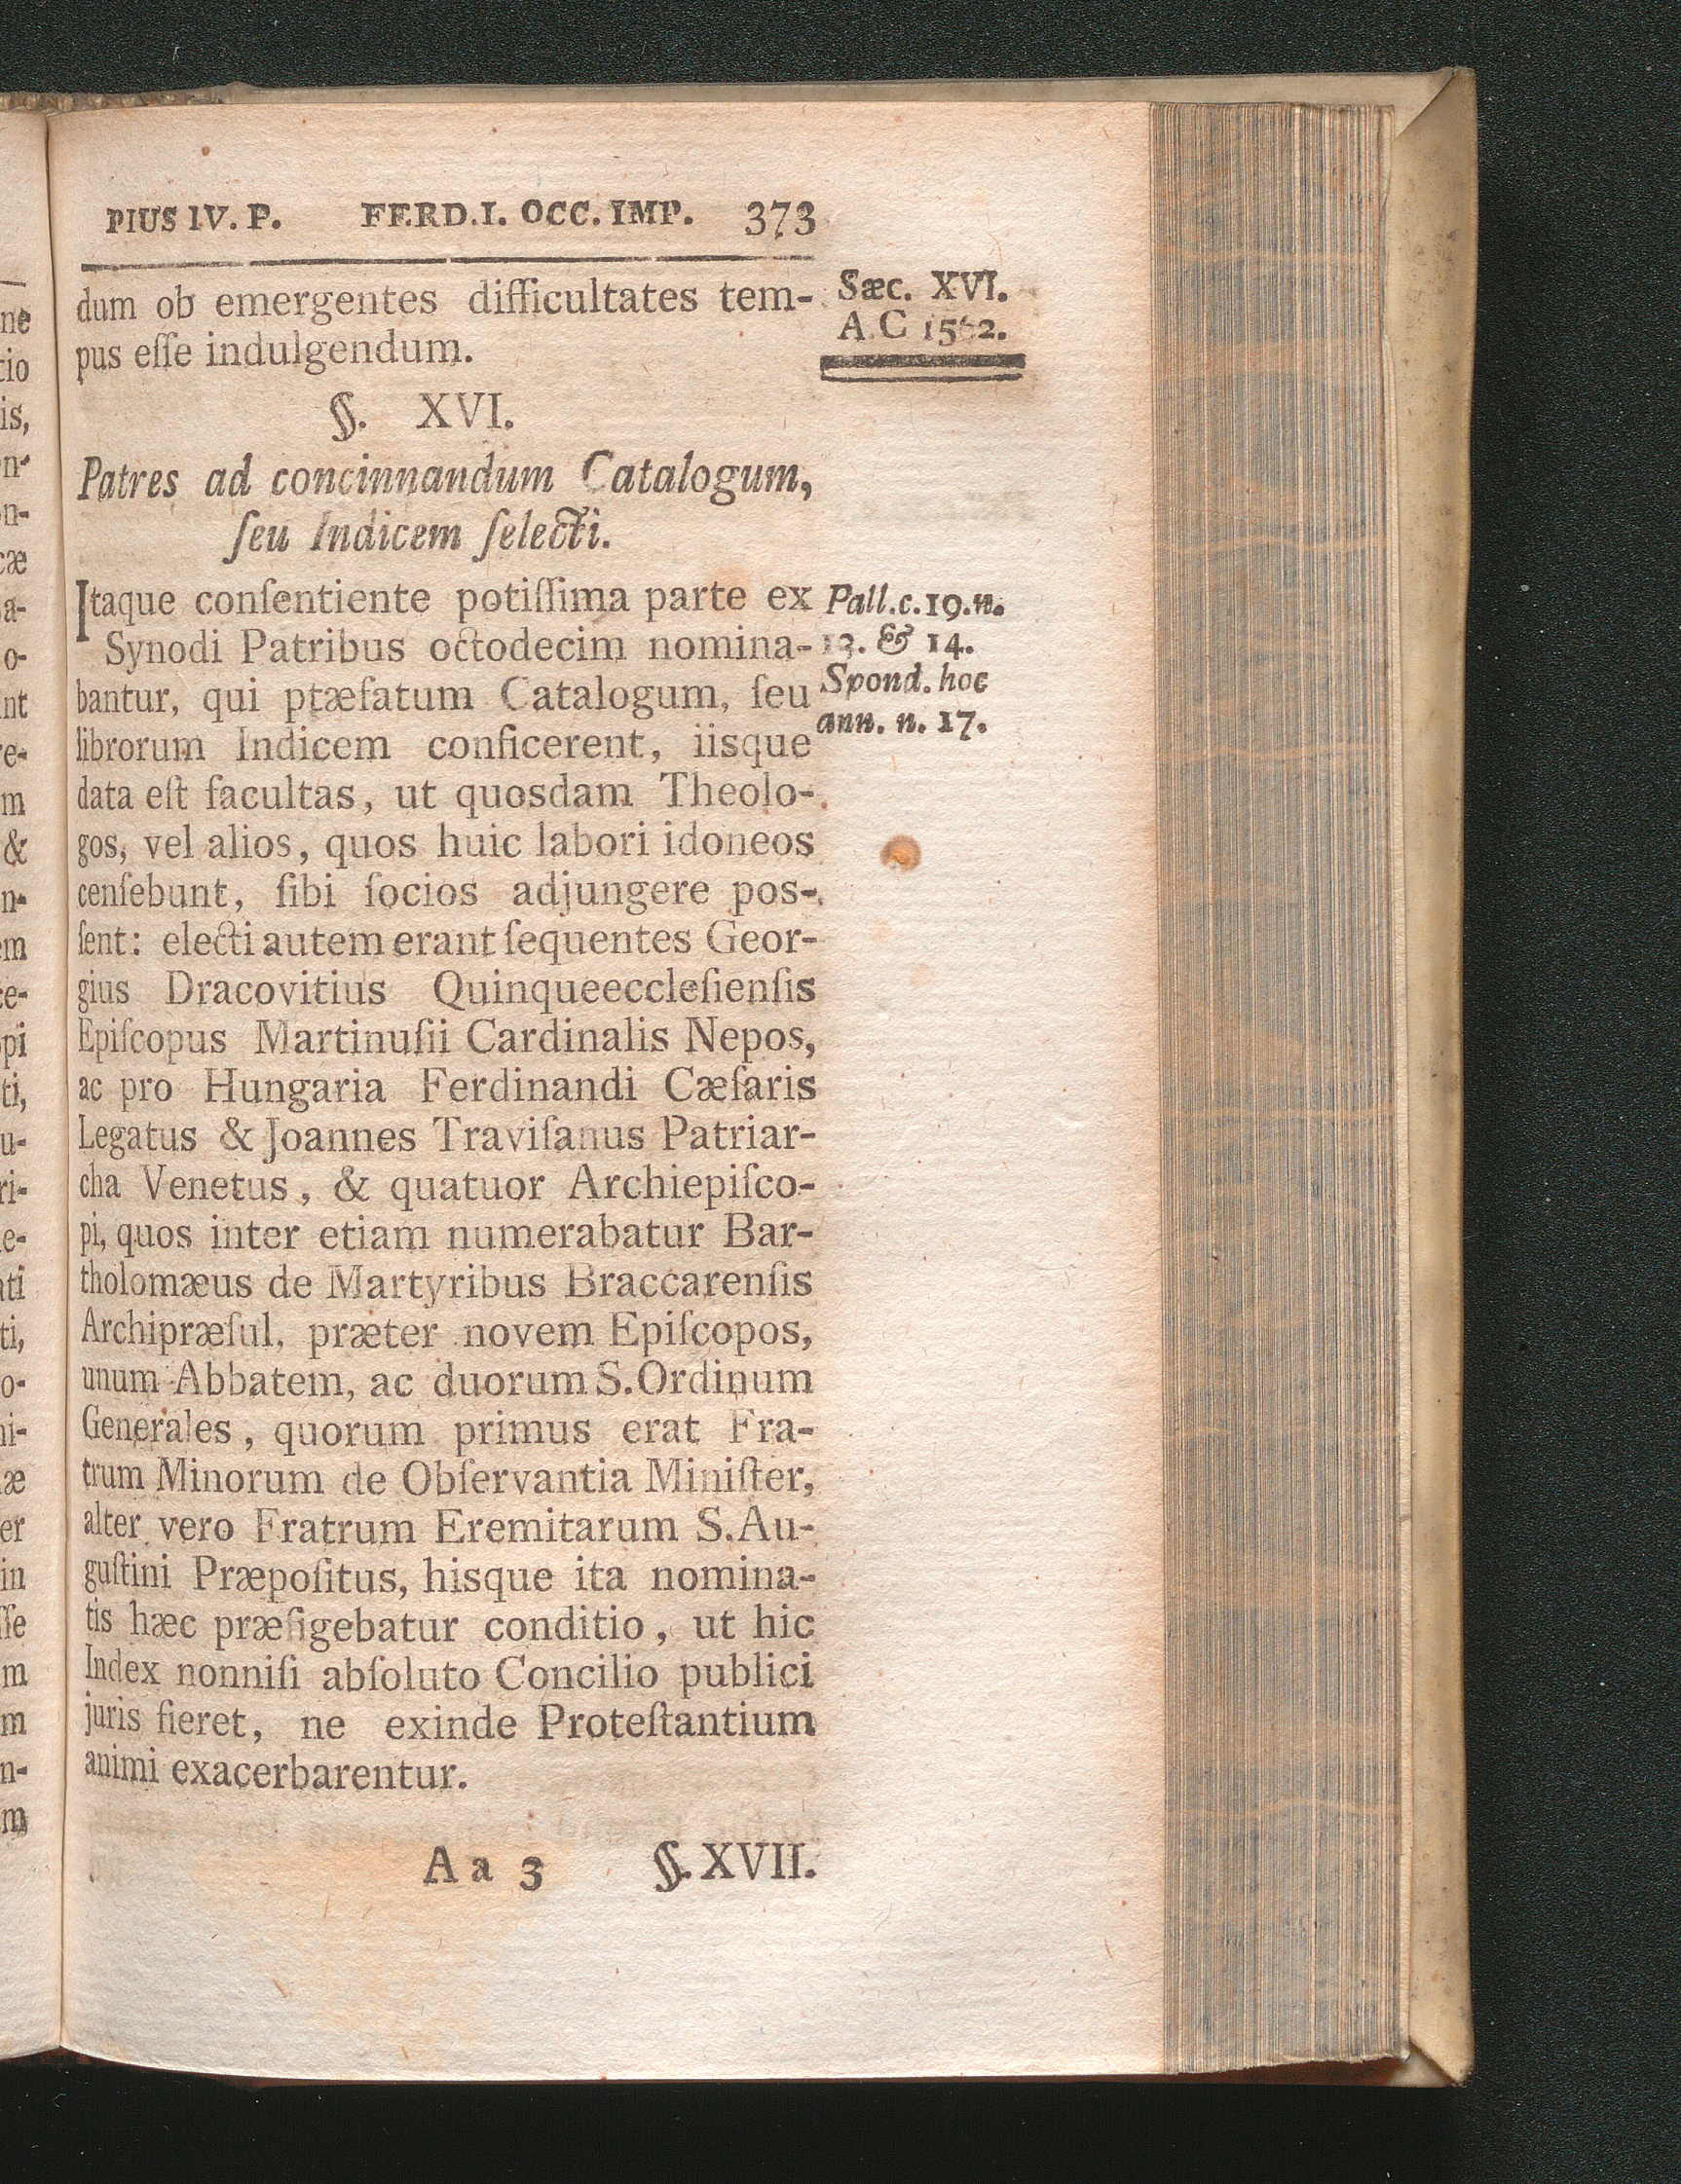 PIUS IV. P. FERD. I. OCC. IMP. 373
Sæc. XVI.
A.C 1562.
dum ob emergentes difficultates tem-
pus eſſe indulgendum.
§. XVI.
Patres ad concinnandum Catalogum,
ſeu Indicem ſelecti.
Itaque conſentiente potiſſima parte ex
Synodi Patribus octodecim nomina-
bantur, qui ptæfatum Catalogum, ſeu
librorum Indicem conficerent, iisque
data eſt facultas, ut quosdam Theolo-
gos, vel alios, quos huic labori idoneos
cenſebunt, ſibi ſocios adjungere pos-
ſent: electi autem erant ſequentes Geor-
gius Dracovitius Quinqueeccleſienſis
Epiſcopus Martinuſii Cardinalis Nepos,
ac pro Hungaria Ferdinandi Cæſaris
Legatus & Joannes Traviſanus Patriar-
cha Venetus, & quatuor Archiepiſco-
pi, quos inter etiam numerabatur Bar-
tholomæus de Martyribus Braccarenſis
Archipræſul, præter novem Epiſcopos,
unum Abbatem, ac duorum S. Ordinum
Generales, quorum primus erat Fra-
trum Minorum de Obſervantia Miniſter,
alter vero Fratrum Eremitarum S. Au-
guſtini Præpoſitus, hisque ita nomina-
tis hæc præfigebatur conditio, ut hic
Index nonniſi abſoluto Concilio publici
juris fieret, ne exinde Proteſtantium
animi exacerbarentur.
Pall. c. 19. n.
13. & 14.
Spond. hoc
ann. n. 17.
A a 3 §. XVII.